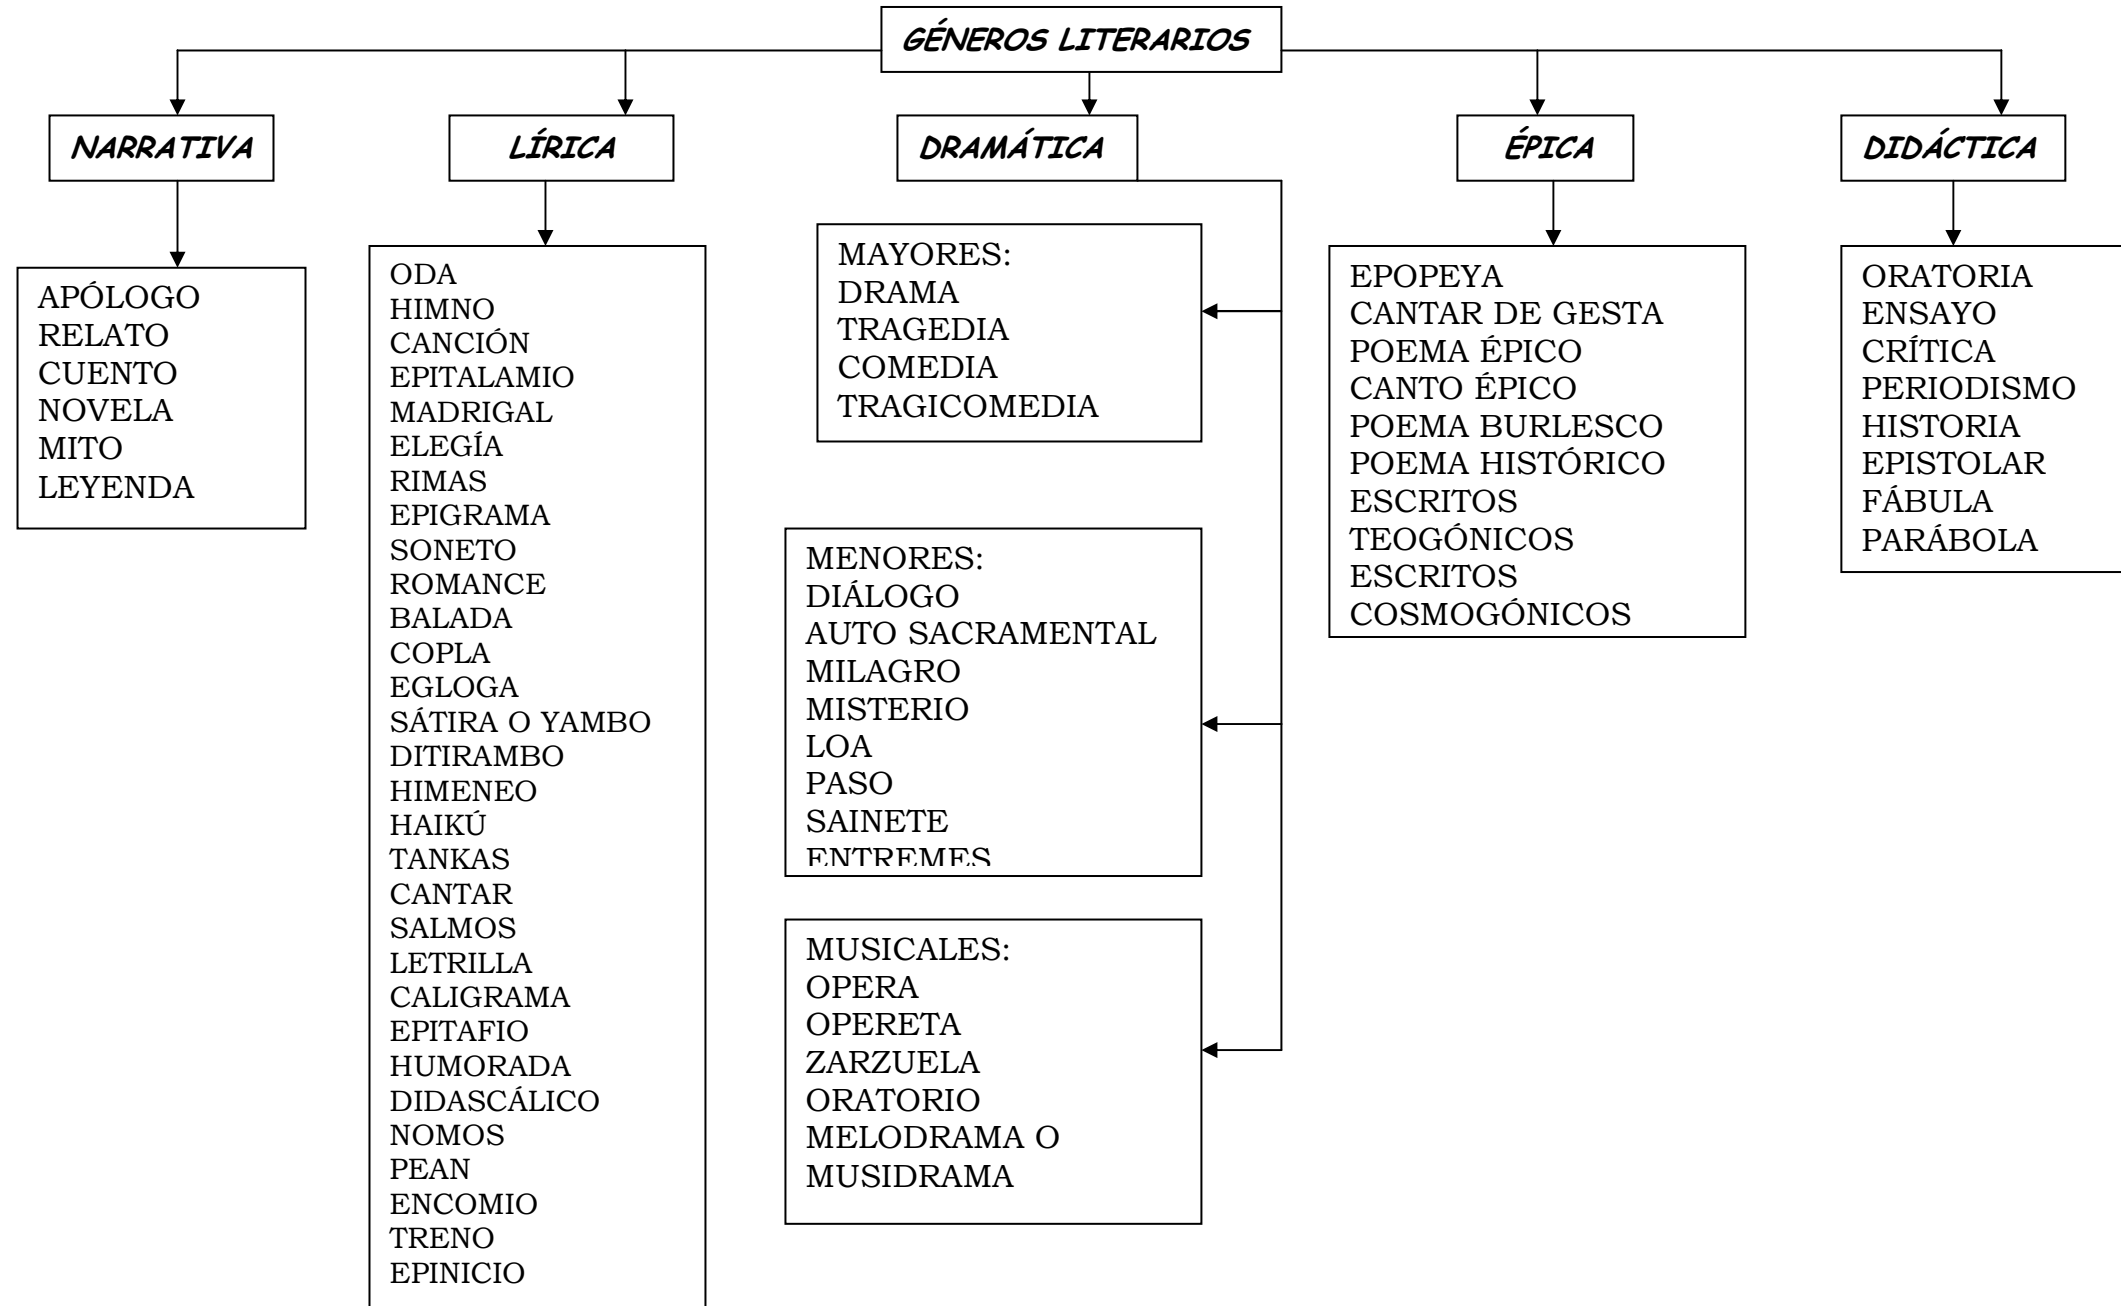 GÉNEROS LITERARIOS
NARRATIVA
LÍRICA
DRAMÁTICA
ÉPICA
DIDÁCTICA
APÓLOGO
RELATO
CUENTO
NOVELA
MITO
LEYENDA
ODA
HIMNO
CANCIÓN
EPITALAMIO
MADRIGAL
ELEGÍA
RIMAS
EPIGRAMA
SONETO
ROMANCE
BALADA
COPLA
EGLOGA
SÁTIRA O YAMBO
DITIRAMBO
HIMENEO
HAIKÚ
TANKAS
CANTAR
SALMOS
LETRILLA
CALIGRAMA
EPITAFIO
HUMORADA
DIDASCÁLICO
NOMOS
PEAN
ENCOMIO
TRENO
EPINICIO
MAYORES:
DRAMA
TRAGEDIA
COMEDIA
TRAGICOMEDIA
MENORES:
DIÁLOGO
AUTO SACRAMENTAL
MILAGRO
MISTERIO
LOA
PASO
SAINETE
ENTREMES
MUSICALES:
OPERA
OPERETA
ZARZUELA
ORATORIO
MELODRAMA O
MUSIDRAMA
EPOPEYA
CANTAR DE GESTA
POEMA ÉPICO
CANTO ÉPICO
POEMA BURLESCO
POEMA HISTÓRICO
ESCRITOS
TEOGÓNICOS
ESCRITOS
COSMOGÓNICOS
ORATORIA
ENSAYO
CRÍTICA
PERIODISMO
HISTORIA
EPISTOLAR
FÁBULA
PARÁBOLA